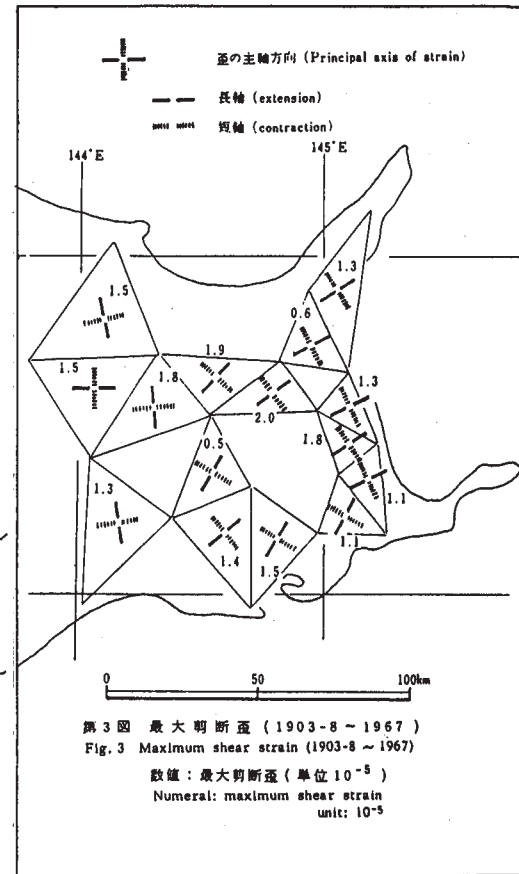 歪の主軸方向 (Principal axis of strain)
長軸 (extension)
短軸 (contraction)
144°E
145°E
1.3
1.5
0.6
1.9
1.5
1.8
1.3
2.0
1.8
0.5
1.3
1.1
1.4
1.5
1.1
0
50
100km
第3図 最大剪断歪 (1903-8 ~ 1967)
Fig. 3 Maximum shear strain (1903-8 ~ 1967)
数値：最大剪断歪 (単位 10⁻⁵)
Numeral: maximum shear strain
unit: 10⁻⁵